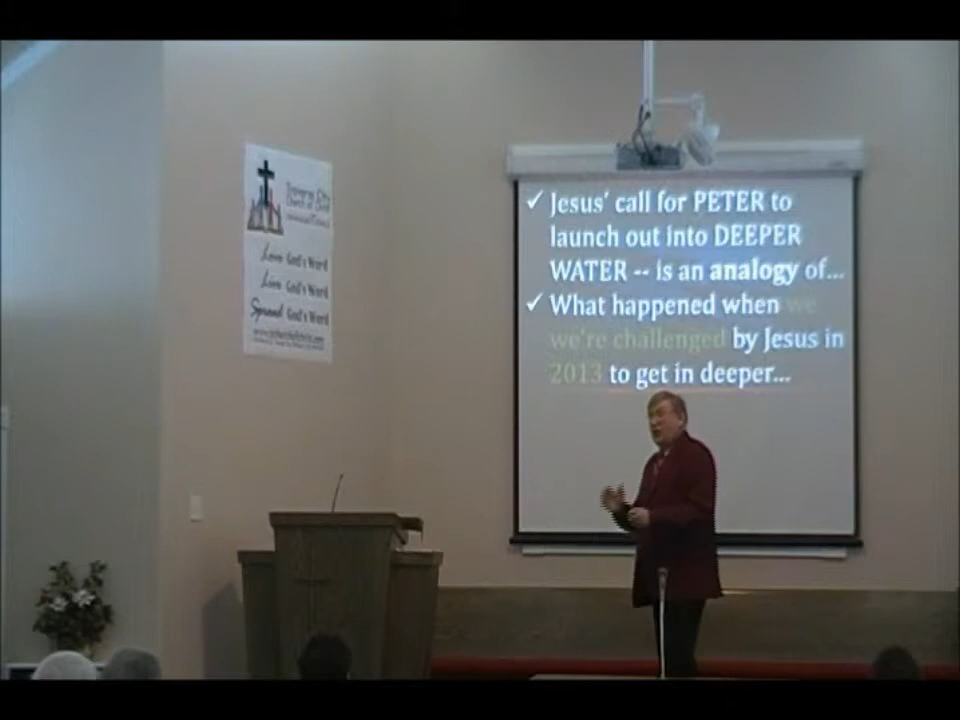 Love God's Word
Live God's Word
Spread God's Word
✓ Jesus' call for PETER to
launch out into DEEPER
WATER -- is an analogy of...
✓ What happened when we
we're challenged by Jesus in
2013 to get in deeper...